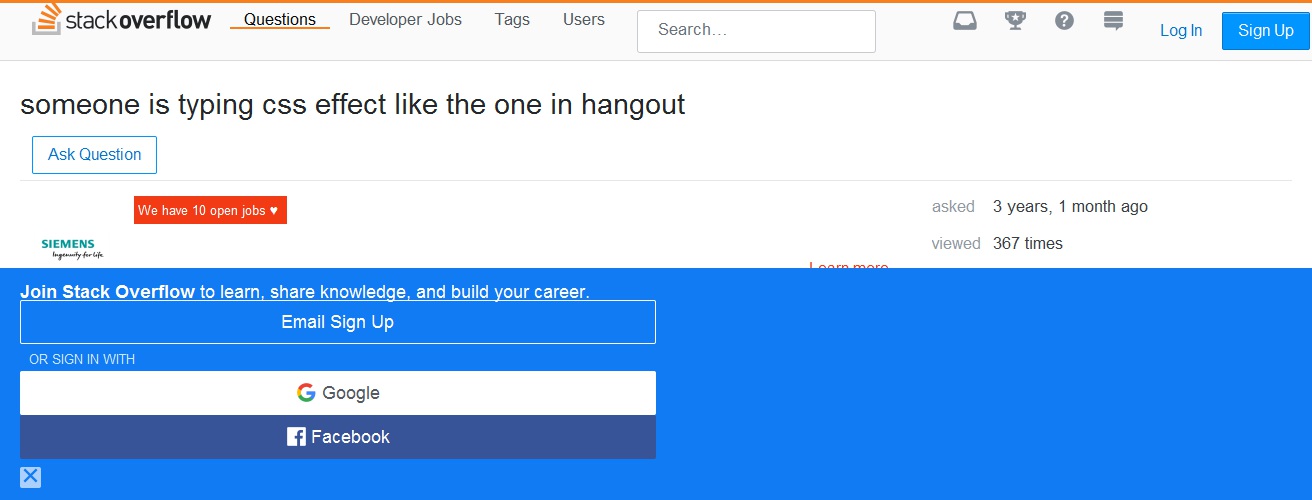 stackoverflow Questions Developer Jobs Tags Users Search... Log In Sign Up
someone is typing css effect like the one in hangout
Ask Question
We have 10 open jobs ♥
asked 3 years, 1 month ago
SIEMENS
Ingenuity for life
viewed 367 times
Learn more
Join Stack Overflow to learn, share knowledge, and build your career.
Email Sign Up
OR SIGN IN WITH
Google
Facebook